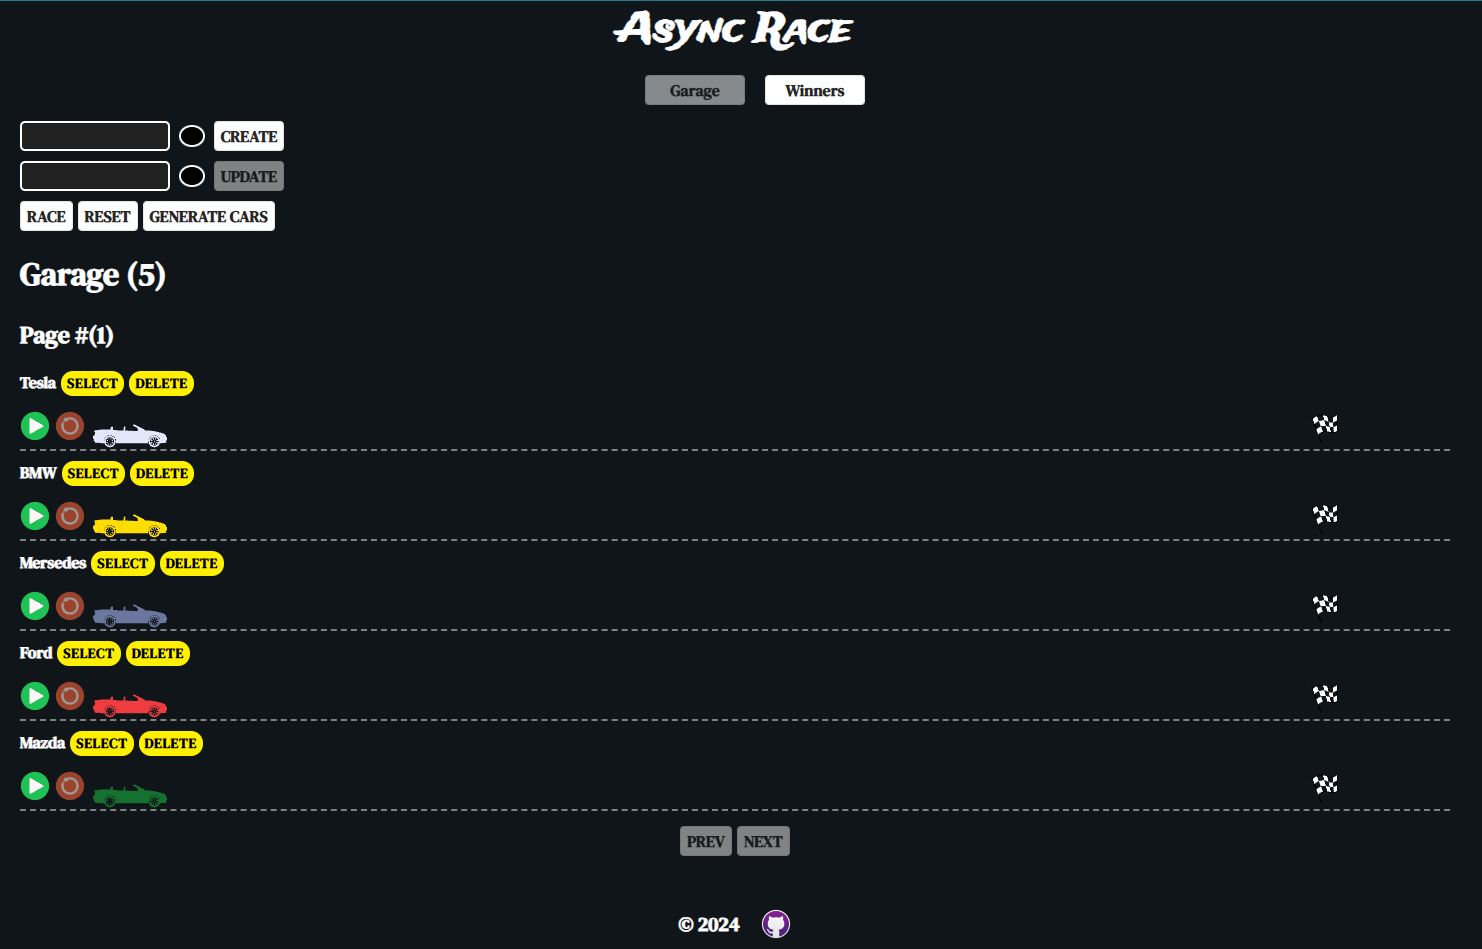 Async Race
Garage Winners
CREATE
UPDATE
RACE RESET GENERATE CARS
Garage (5)
Page #(1)
Tesla SELECT DELETE
BMW SELECT DELETE
Mersedes SELECT DELETE
Ford SELECT DELETE
Mazda SELECT DELETE
PREV NEXT
© 2024